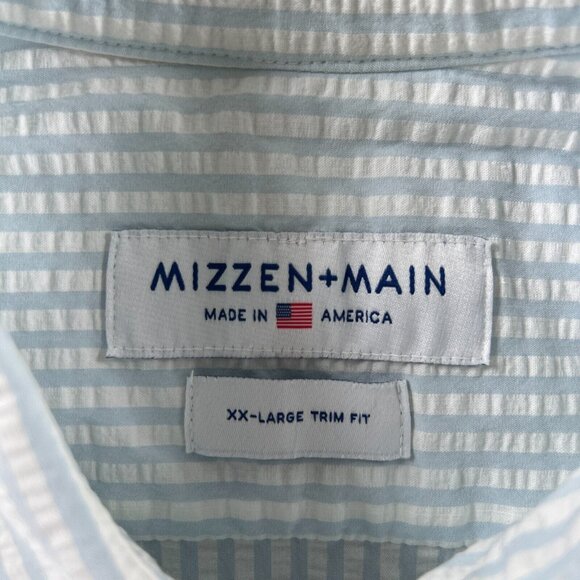 MIZZEN+MAIN
MADE IN AMERICA
XX-LARGE TRIM FIT